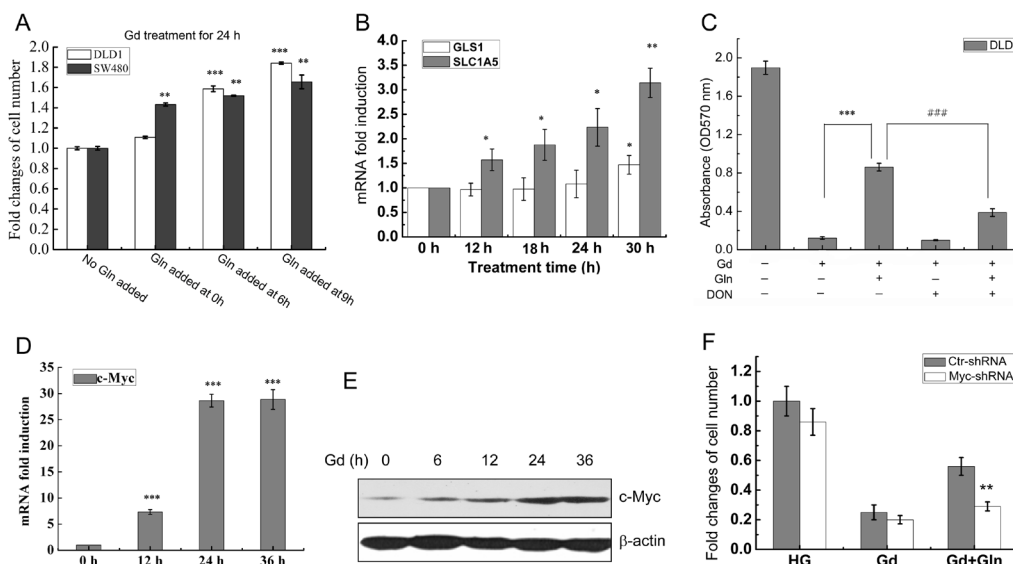 A
Gd treatment for 24 h
DLD1
SW480
Fold changes of cell number
2.0
1.8
1.6
1.4
1.2
1.0
0.8
0.6
0.4
0.2
0.0
**
***
**
***
**
No Gln added
Gln added at 0h
Gln added at 6h
Gln added at9h
B
GLS1
SLC1A5
mRNA fold induction
4.0
3.5
3.0
2.5
2.0
1.5
1.0
0.5
0.0
*
*
*
*
**
0 h
12 h
18 h
24 h
30 h
Treatment time (h)
C
DLD
Absorbance (OD570 nm)
2.0
1.6
1.2
0.8
0.4
0.0
***
###
Gd – + + + +
Gln – – + – +
DON – – – + +
D
c-Myc
mRNA fold induction
35
30
25
20
15
10
5
0
***
***
***
0 h
12 h
24 h
36 h
E
Gd (h) 0 6 12 24 36
c-Myc
β-actin
F
Ctr-shRNA
Myc-shRNA
Fold changes of cell number
1.0
0.8
0.6
0.4
0.2
0.0
**
HG
Gd
Gd+Gln